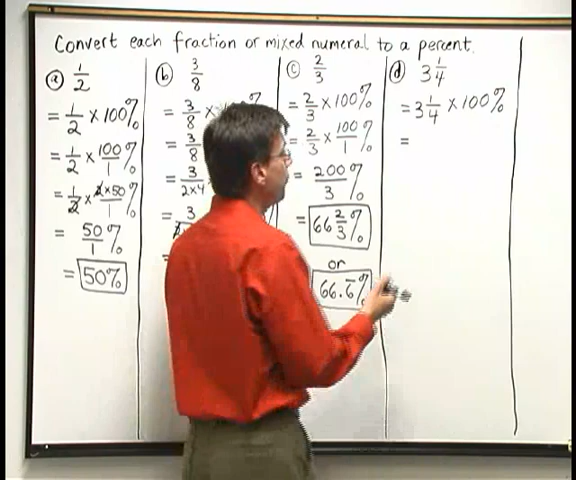 Convert each fraction or mixed numeral to a percent.
a 1/2
= 1/2 × 100%
= 1/2 × 100/1 %
= 1/2 × 2×50/1 %
= 50/1 %
= 50%
b 3/8
= 3/8
= 3/8
= 3/2×4
= 3
=
c 2/3
= 2/3 × 100%
= 2/3 × 100/1 %
= 200/3 %
= 66 2/3 %
or
66.6̅%
d 3 1/4
= 3 1/4 × 100%
=